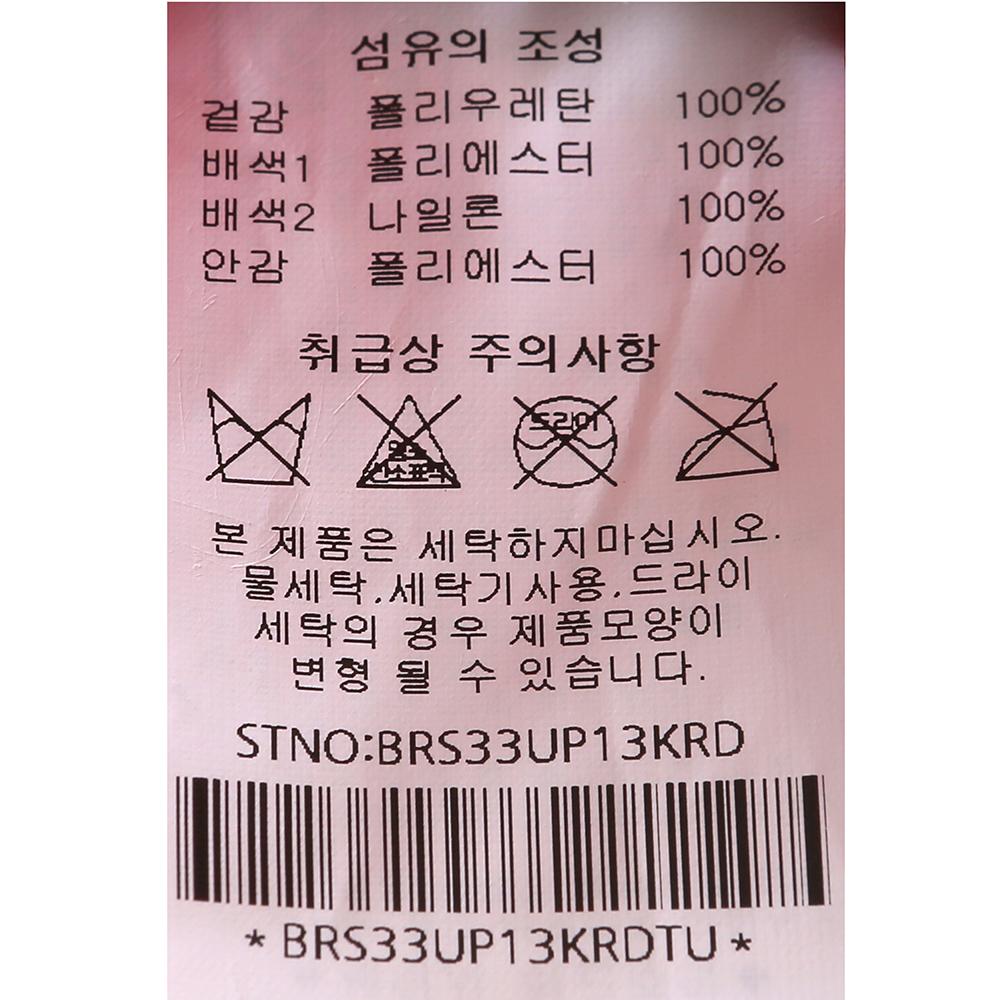 섬유의 조성
겉감 폴리우레탄 100%
배색1 폴리에스터 100%
배색2 나일론 100%
안감 폴리에스터 100%
취급상 주의사항
드라이
본 제품은 세탁하지마십시오.
물세탁,세탁기사용,드라이
세탁의 경우 제품모양이
변형 될 수 있습니다.
STNO:BRS33UP13KRD
* BRS33UP13KRDTU *